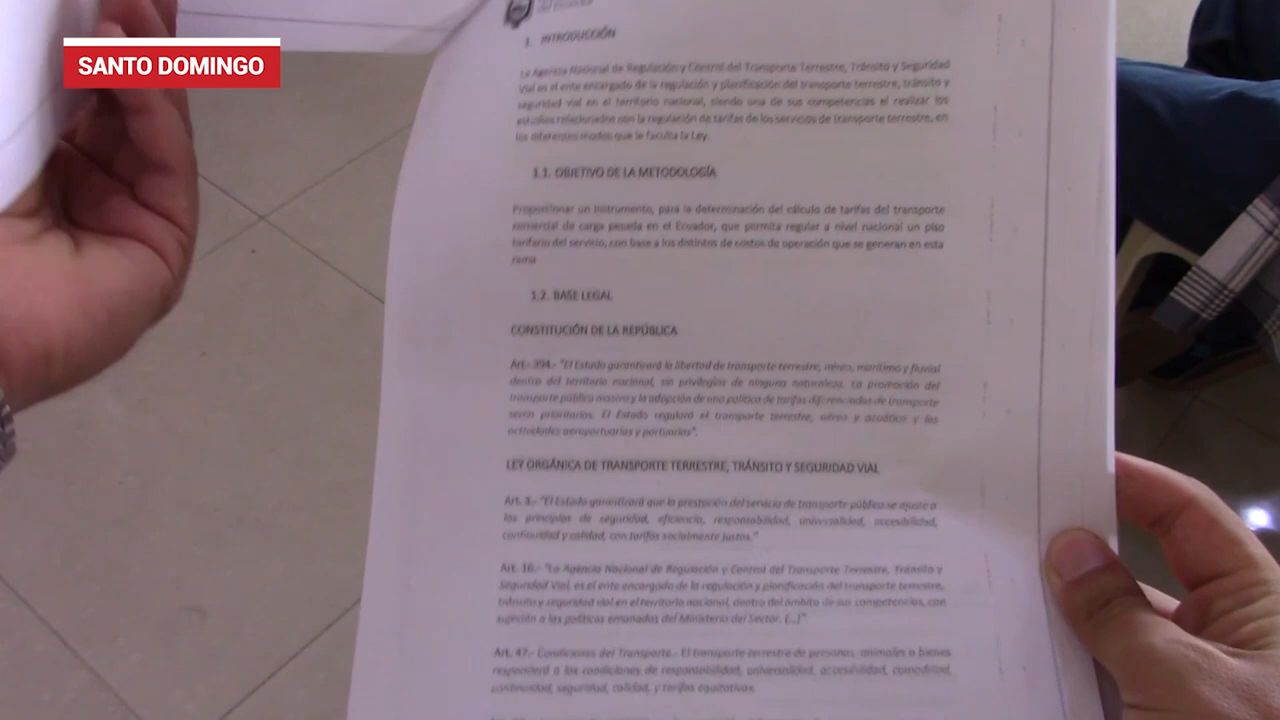 SANTO DOMINGO
del Ecuador
1. INTRODUCCIÓN
La Agencia Nacional de Regulación y Control del Transporte Terrestre, Tránsito y Seguridad
Vial es el ente encargado de la regulación y planificación del transporte terrestre, tránsito y
seguridad vial en el territorio nacional, siendo una de sus competencias el realizar los
estudios relacionados con la regulación de tarifas de los servicios de transporte terrestre, en
los diferentes modos que le faculta la Ley.
1.1. OBJETIVO DE LA METODOLOGÍA
Proporcionar un instrumento, para la determinación del cálculo de tarifas del transporte
comercial de carga pesada en el Ecuador, que permita regular a nivel nacional un piso
tarifario del servicio, con base a los distintos de costos de operación que se generan en esta
rama
1.2. BASE LEGAL
CONSTITUCIÓN DE LA REPÚBLICA
Art.- 394.- "El Estado garantizará la libertad de transporte terrestre, aéreo, marítimo y fluvial
dentro del territorio nacional, sin privilegios de ninguna naturaleza. La promoción del
transporte público masivo y la adopción de una política de tarifas diferenciadas de transporte
serán prioritarias. El Estado regulará el transporte terrestre, aéreo y acuático y las
actividades aeroportuarias y portuarias".
LEY ORGÁNICA DE TRANSPORTE TERRESTRE, TRÁNSITO Y SEGURIDAD VIAL
Art. 3.- "El Estado garantizará que la prestación del servicio de transporte público se ajuste a
los principios de seguridad, eficiencia, responsabilidad, universalidad, accesibilidad,
continuidad y calidad, con tarifas socialmente justas."
Art. 16.- "La Agencia Nacional de Regulación y Control del Transporte Terrestre, Tránsito y
Seguridad Vial, es el ente encargado de la regulación y planificación del transporte terrestre,
tránsito y seguridad vial en el territorio nacional, dentro del ámbito de sus competencias, con
sujeción a las políticas emanadas del Ministerio del Sector. (...)"
Art. 47.- Condiciones del Transporte.- El transporte terrestre de personas, animales o bienes
responderá a las condiciones de responsabilidad, universalidad, accesibilidad, comodidad,
continuidad, seguridad, calidad, y tarifas equitativas.